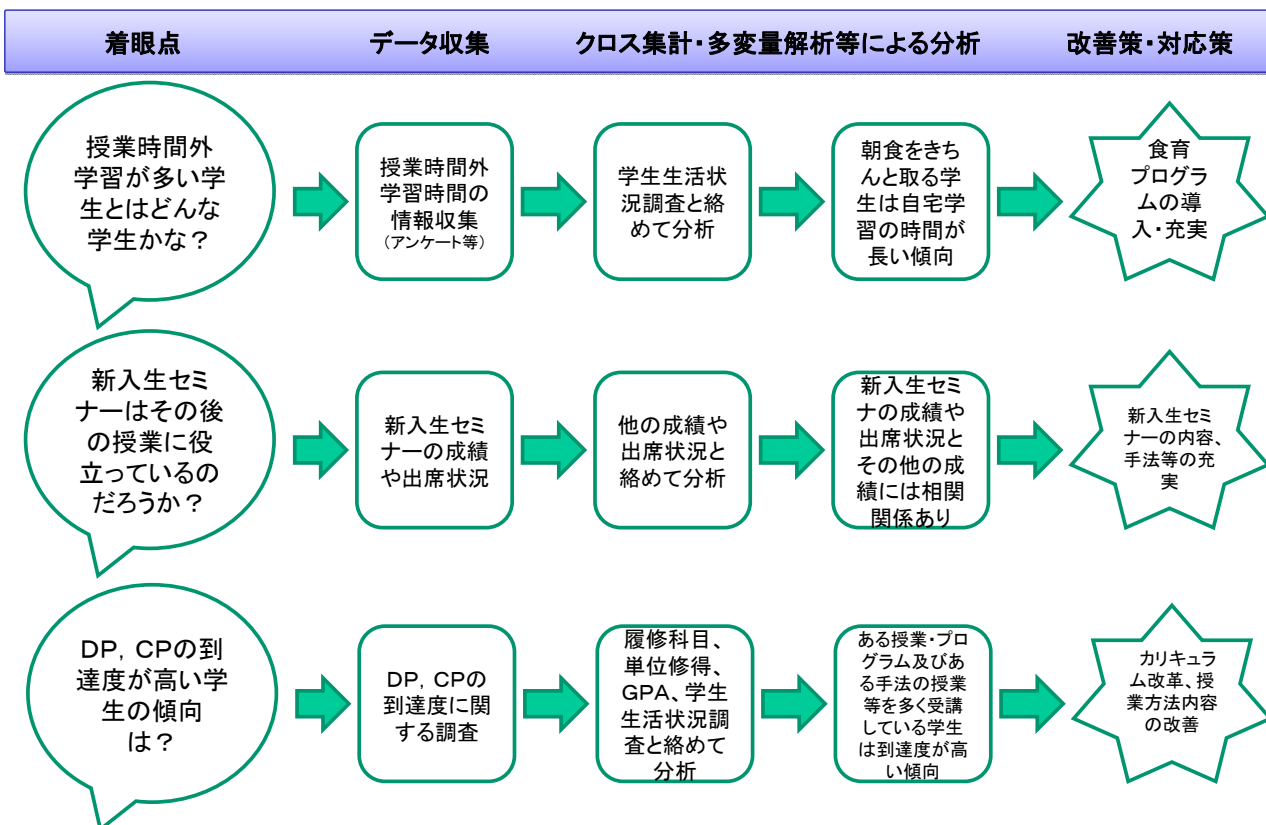 着眼点
データ収集
クロス集計・多変量解析等による分析
改善策・対応策
授業時間外
学習が多い学
生とはどんな
学生かな？
授業時間外
学習時間の
情報収集
（アンケート等）
学生生活状
況調査と絡
めて分析
朝食をきち
んと取る学
生は自宅学
習の時間が
長い傾向
食育
プログラ
ムの導
入・充実
新入生セミ
ナーはその後
の授業に役
立っているの
だろうか？
新入生セミ
ナーの成績
や出席状況
他の成績や
出席状況と
絡めて分析
新入生セミ
ナの成績や
出席状況と
その他の成
績には相関
関係あり
新入生セミ
ナーの内容、
手法等の充
実
DP，CPの到
達度が高い学
生の傾向
は？
DP，CPの
到達度に関
する調査
履修科目、
単位修得、
GPA、学生
生活状況調
査と絡めて
分析
ある授業・プロ
グラム及びあ
る手法の授業
等を多く受講
している学生
は到達度が高
い傾向
カリキュラ
ム改革、授
業方法内容
の改善